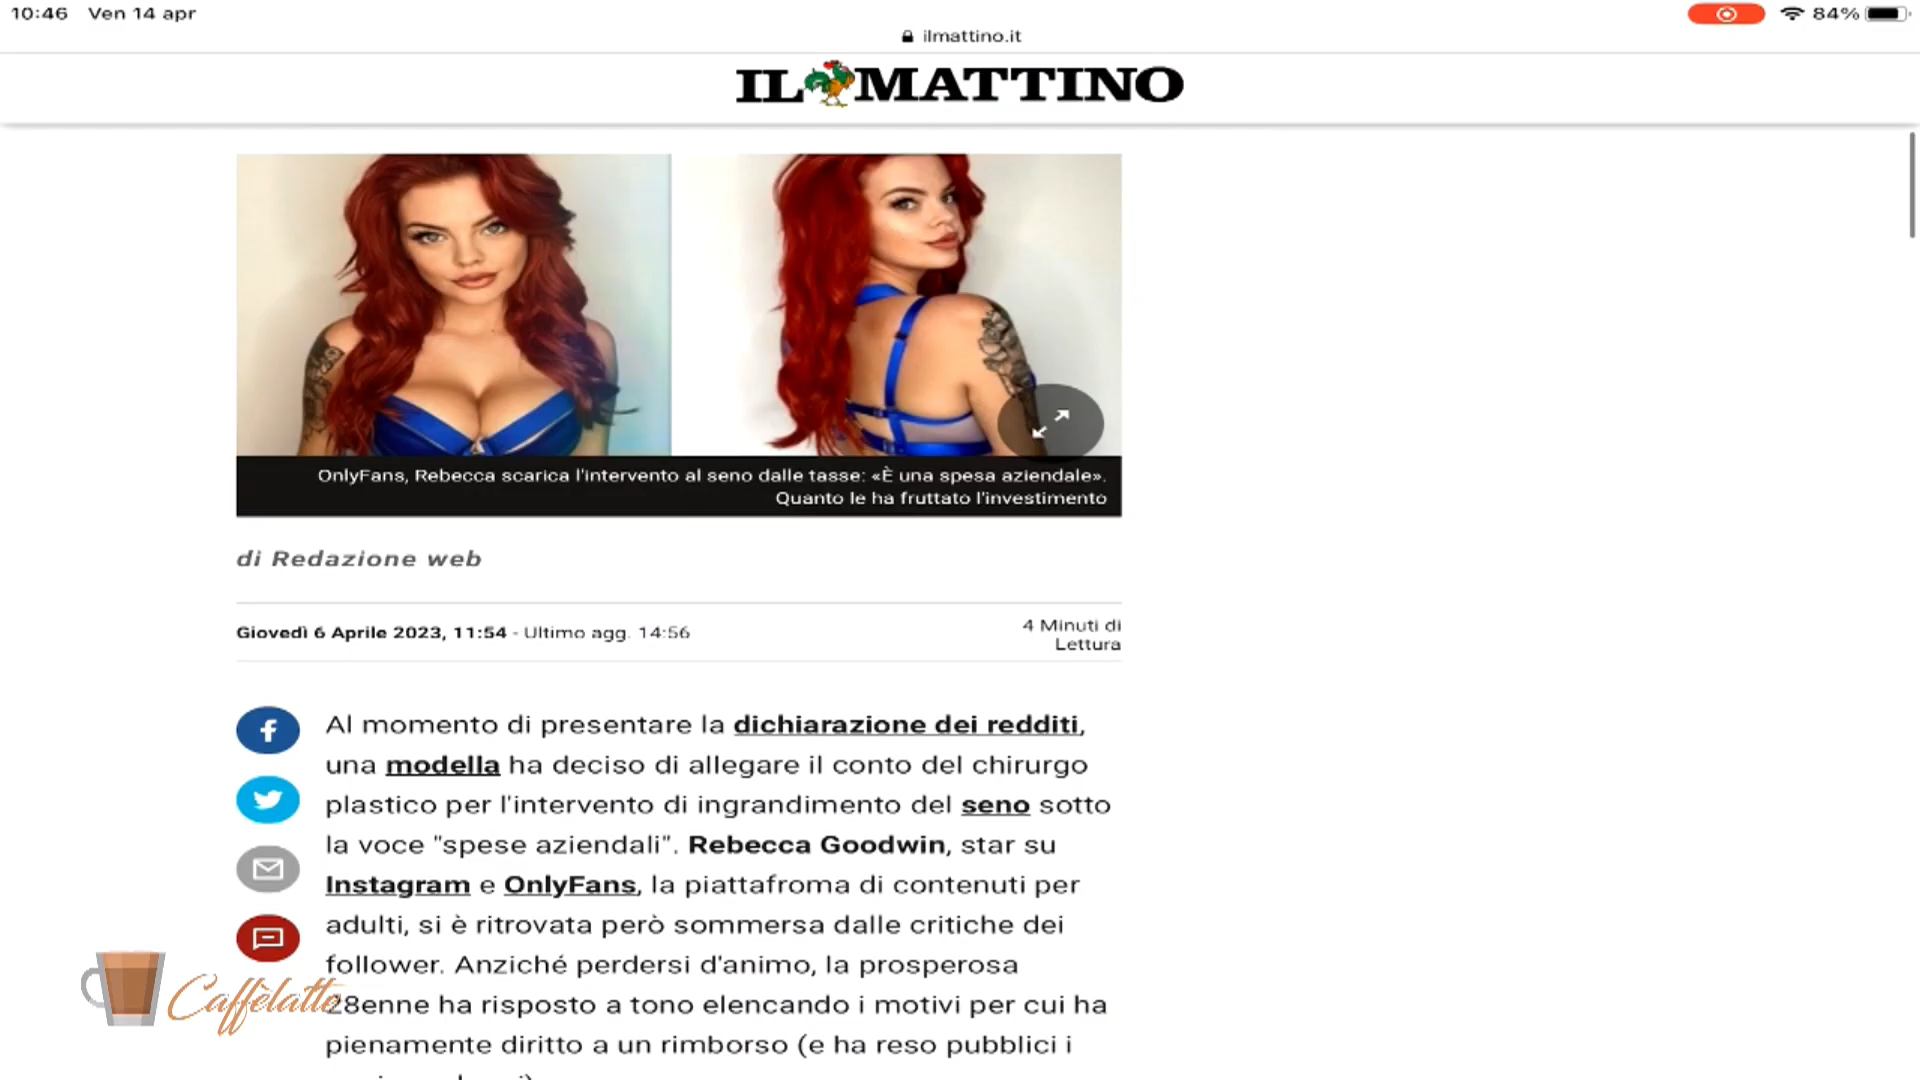 10:46 Ven 14 apr
84%
ilmattino.it
IL MATTINO
OnlyFans, Rebecca scarica l'intervento al seno dalle tasse: «È una spesa aziendale».
Quanto le ha fruttato l'investimento
di Redazione web
Giovedì 6 Aprile 2023, 11:54 - Ultimo agg. 14:56
4 Minuti di
Lettura
Al momento di presentare la dichiarazione dei redditi,
una modella ha deciso di allegare il conto del chirurgo
plastico per l'intervento di ingrandimento del seno sotto
la voce "spese aziendali". Rebecca Goodwin, star su
Instagram e OnlyFans, la piattafroma di contenuti per
adulti, si è ritrovata però sommersa dalle critiche dei
follower. Anziché perdersi d'animo, la prosperosa
28enne ha risposto a tono elencando i motivi per cui ha
pienamente diritto a un rimborso (e ha reso pubblici i
Caffèlatte